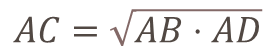 AC = √(AB · AD)